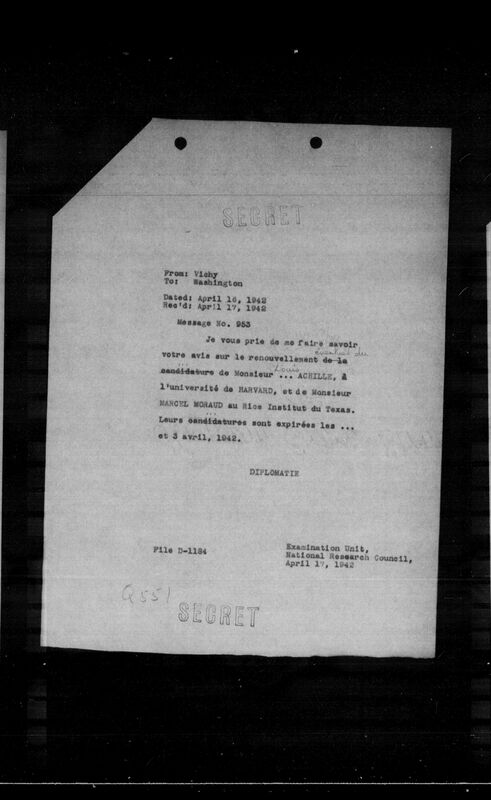 SECRET
From: Vichy
To: Washington
Dated: April 16, 1942
Rec'd: April 17, 1942
Message No. 953
Je vous prie de me faire savoir
votre avis sur le renouvellement de la
candidature de Monsieur ... ACHILLE, à
Louis
l'université de HARVARD, et de Monsieur
MARCEL MORAUD au Rice Institut du Texas.
Leurs candidatures sont expirées les ...
et 3 avril, 1942.
DIPLOMATIE
File D-1184
Examination Unit,
National Research Council,
April 17, 1942
Q551
SECRET